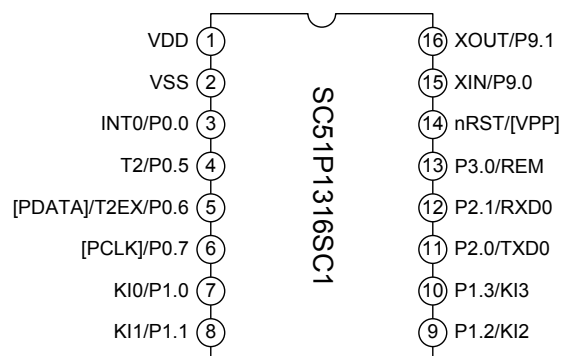 VDD 1
VSS 2
INT0/P0.0 3
T2/P0.5 4
[PDATA]/T2EX/P0.6 5
[PCLK]/P0.7 6
KI0/P1.0 7
KI1/P1.1 8
SC51P1316SC1
16 XOUT/P9.1
15 XIN/P9.0
14 nRST/[VPP]
13 P3.0/REM
12 P2.1/RXD0
11 P2.0/TXD0
10 P1.3/KI3
9 P1.2/KI2